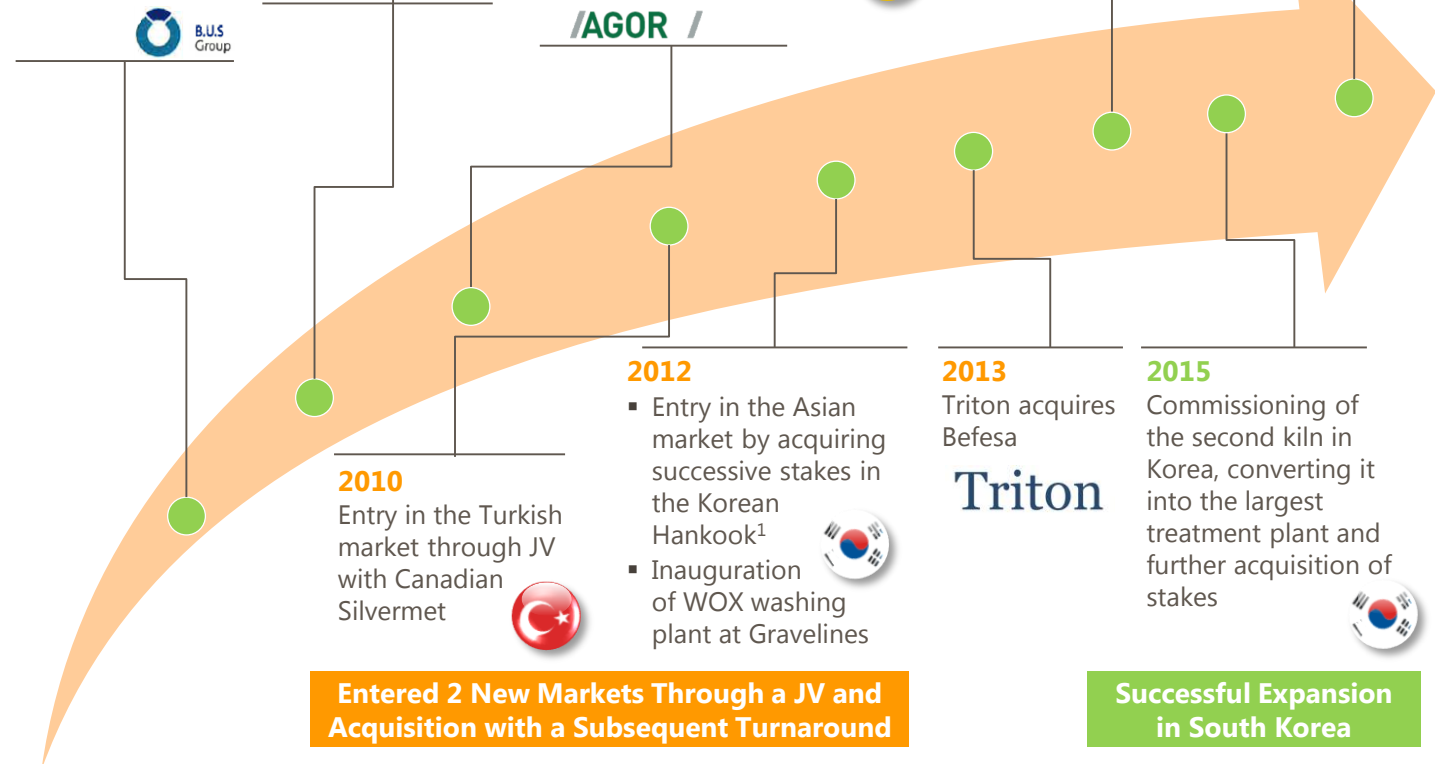 B.U.S
Group
/AGOR /
2010
Entry in the Turkish
market through JV
with Canadian
Silvermet
2012
▪ Entry in the Asian
market by acquiring
successive stakes in
the Korean
Hankook¹
▪ Inauguration
of WOX washing
plant at Gravelines
2013
Triton acquires
Befesa
Triton
2015
Commissioning of
the second kiln in
Korea, converting it
into the largest
treatment plant and
further acquisition of
stakes
Entered 2 New Markets Through a JV and
Acquisition with a Subsequent Turnaround
Successful Expansion
in South Korea